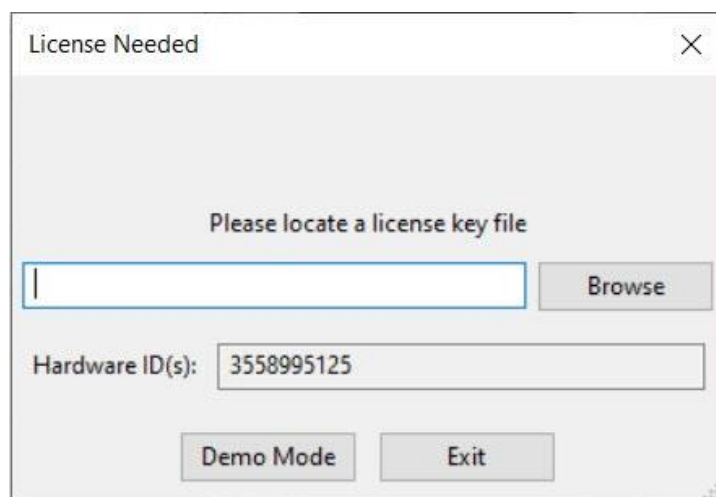 License Needed
Please locate a license key file
Browse
Hardware ID(s): 3558995125
Demo Mode Exit